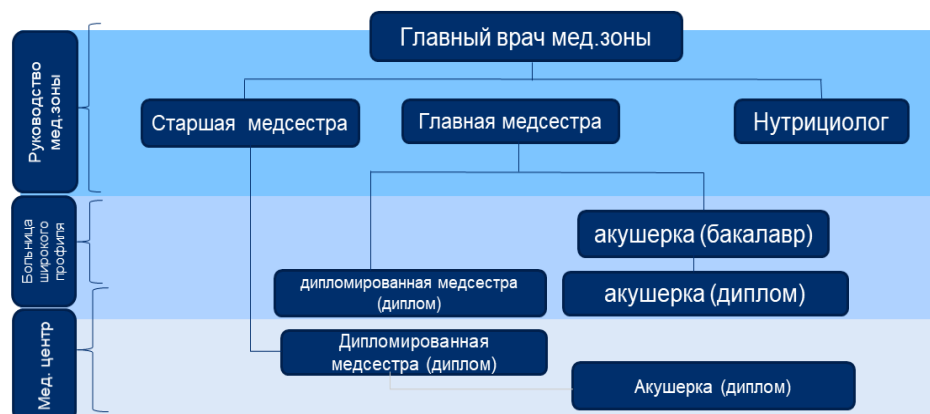 Главный врач мед.зоны
Руководство
мед.зоны
Старшая медсестра
Главная медсестра
Нутрициолог
Больница
широкого
профиля
акушерка (бакалавр)
дипломированная медсестра
(диплом)
акушерка (диплом)
Мед. центр
Дипломированная
медсестра (диплом)
Акушерка (диплом)